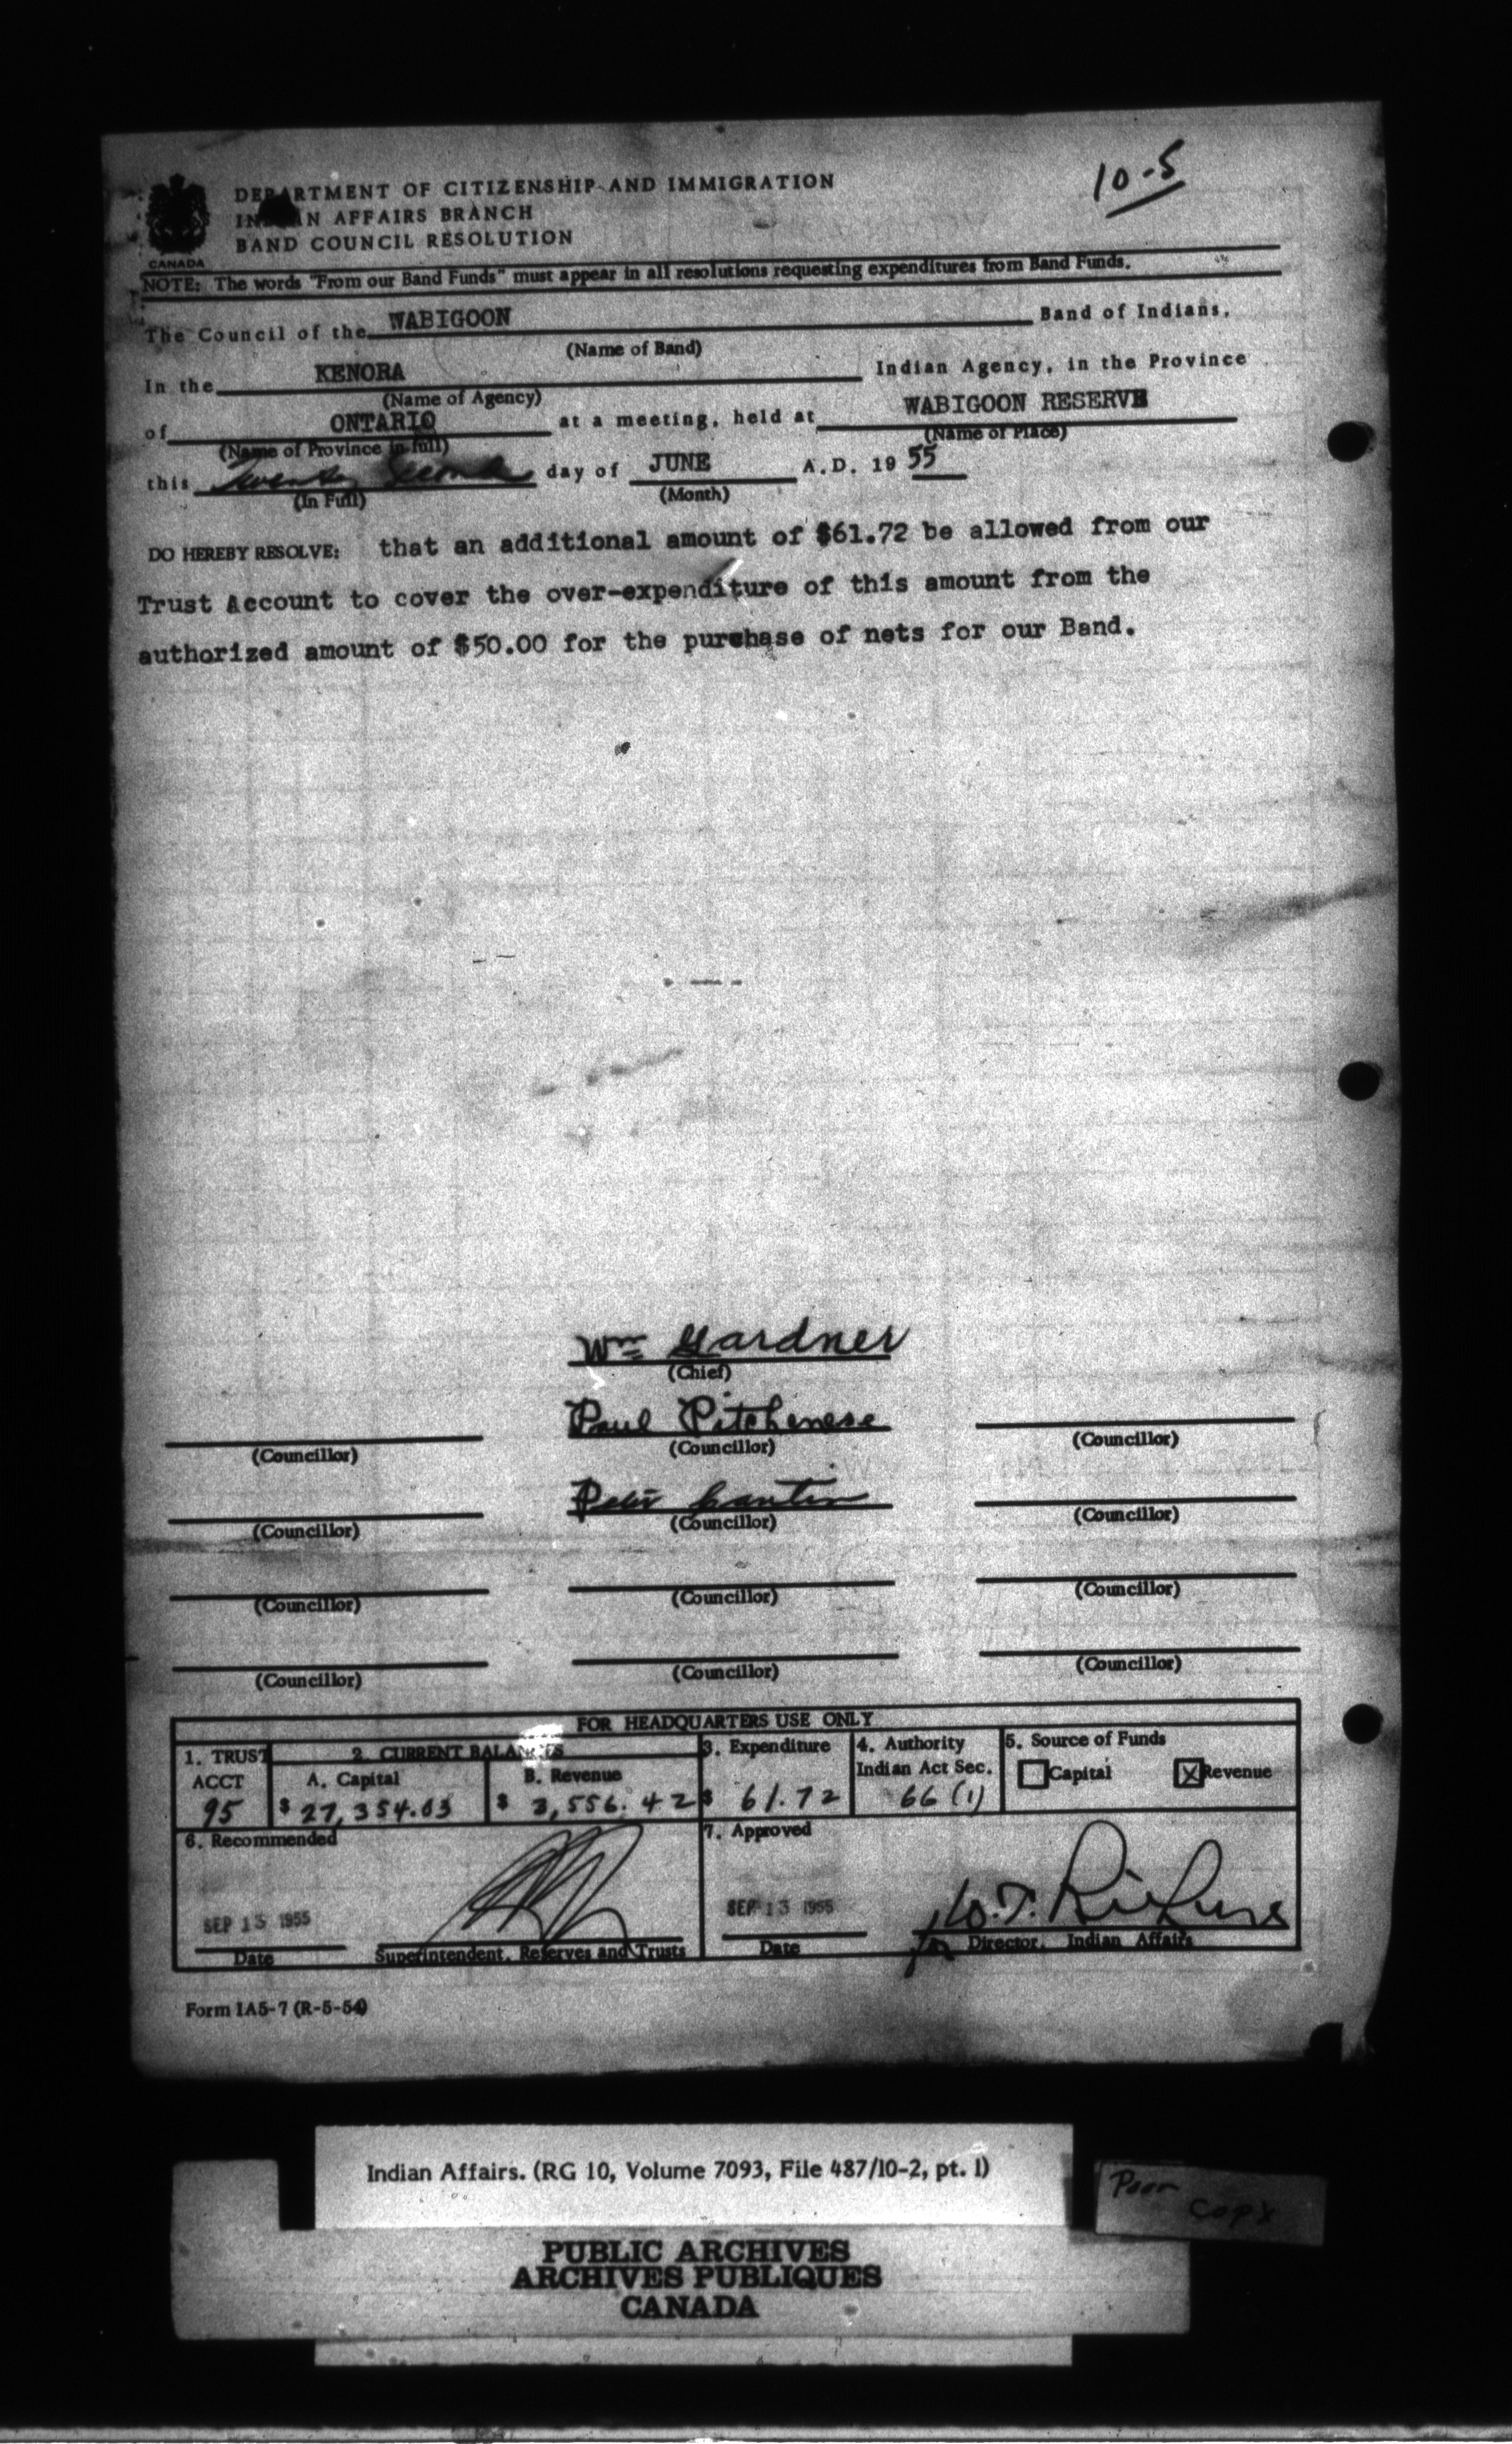 10-5
DEPARTMENT OF CITIZENSHIP AND IMMIGRATION
INDIAN AFFAIRS BRANCH
BAND COUNCIL RESOLUTION
CANADA
NOTE: The words "From our Band Funds" must appear in all resolutions requesting expenditures from Band Funds.
The Council of the WABIGOON Band of Indians,
(Name of Band)
In the KENORA Indian Agency, in the Province
(Name of Agency)
of ONTARIO at a meeting, held at WABIGOON RESERVE
(Name of Province in full) (Name of Place)
this Twenty Second day of JUNE A.D. 19 55
(In Full) (Month)
DO HEREBY RESOLVE: that an additional amount of $61.72 be allowed from our
Trust Account to cover the over-expenditure of this amount from the
authorized amount of $50.00 for the purchase of nets for our Band.
Wm Gardner
(Chief)
Paul Pitchenese
(Councillor) (Councillor) (Councillor)
Peter Cantin
(Councillor) (Councillor) (Councillor)
(Councillor) (Councillor) (Councillor)
(Councillor) (Councillor) (Councillor)
FOR HEADQUARTERS USE ONLY
1. TRUST ACCT 95
2. CURRENT BALANCES
A. Capital $ 27,354.03
B. Revenue $ 3,556.42
3. Expenditure $ 61.72
4. Authority Indian Act Sec. 66 (1)
5. Source of Funds
Capital X Revenue
6. Recommended
SEP 13 1955
Date Superintendent, Reserves and Trusts
7. Approved
SEP 13 1955
Date for Director, Indian Affairs
Form IA5-7 (R-5-54)
Indian Affairs. (RG 10, Volume 7093, File 487/10-2, pt. 1)
Poor Copy
PUBLIC ARCHIVES
ARCHIVES PUBLIQUES
CANADA